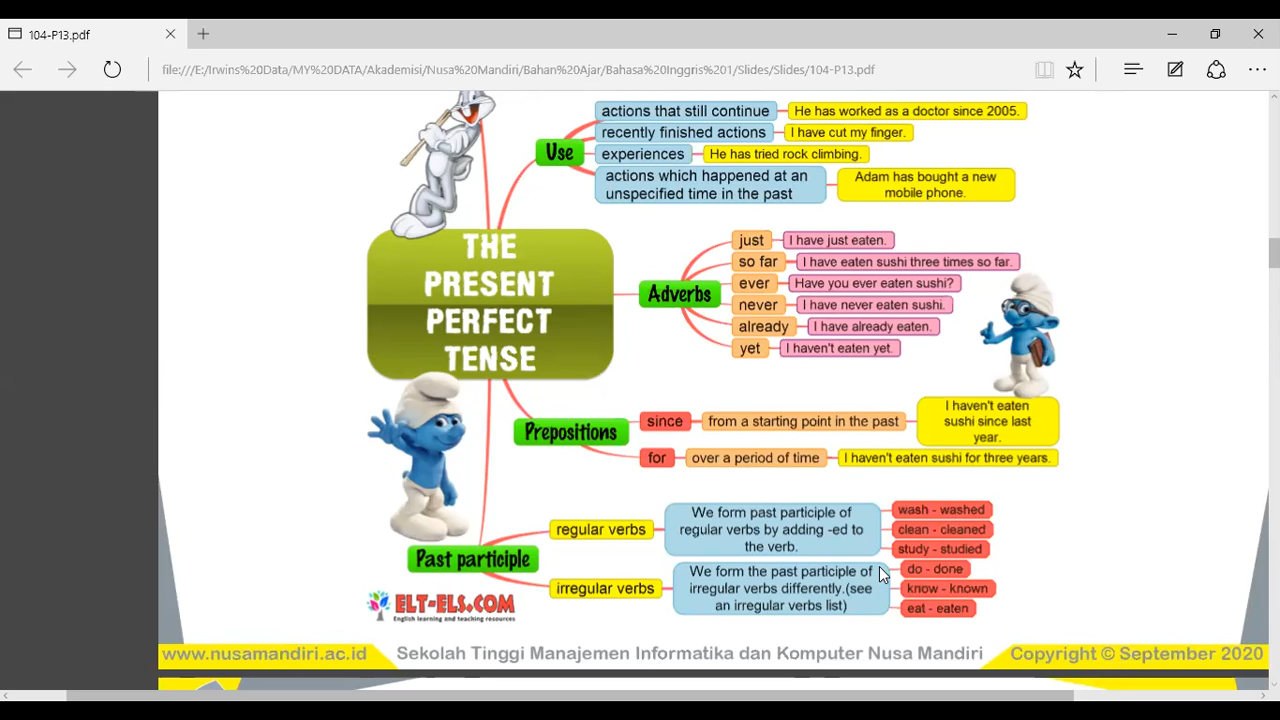 104-P13.pdf
file:///E:/Irwins%20Data/MY%20DATA/Akademisi/Nusa%20Mandiri/Bahan%20Ajar/Bahasa%20Inggris%201/Slides/Slides/104-P13.pdf
Use
actions that still continue
He has worked as a doctor since 2005.
recently finished actions
I have cut my finger.
experiences
He has tried rock climbing.
actions which happened at an
unspecified time in the past
Adam has bought a new
mobile phone.
THE
PRESENT
PERFECT
TENSE
Adverbs
just
I have just eaten.
so far
I have eaten sushi three times so far.
ever
Have you ever eaten sushi?
never
I have never eaten sushi.
already
I have already eaten.
yet
I haven't eaten yet.
Prepositions
since
from a starting point in the past
I haven't eaten
sushi since last
year.
for
over a period of time
I haven't eaten sushi for three years.
Past participle
regular verbs
We form past participle of
regular verbs by adding -ed to
the verb.
wash - washed
clean - cleaned
study - studied
irregular verbs
We form the past participle of
irregular verbs differently.(see
an irregular verbs list)
do - done
know - known
eat - eaten
ELT-ELS.COM
English learning and teaching resources
www.nusamandiri.ac.id
Sekolah Tinggi Manajemen Informatika dan Komputer Nusa Mandiri
Copyright © September 2020